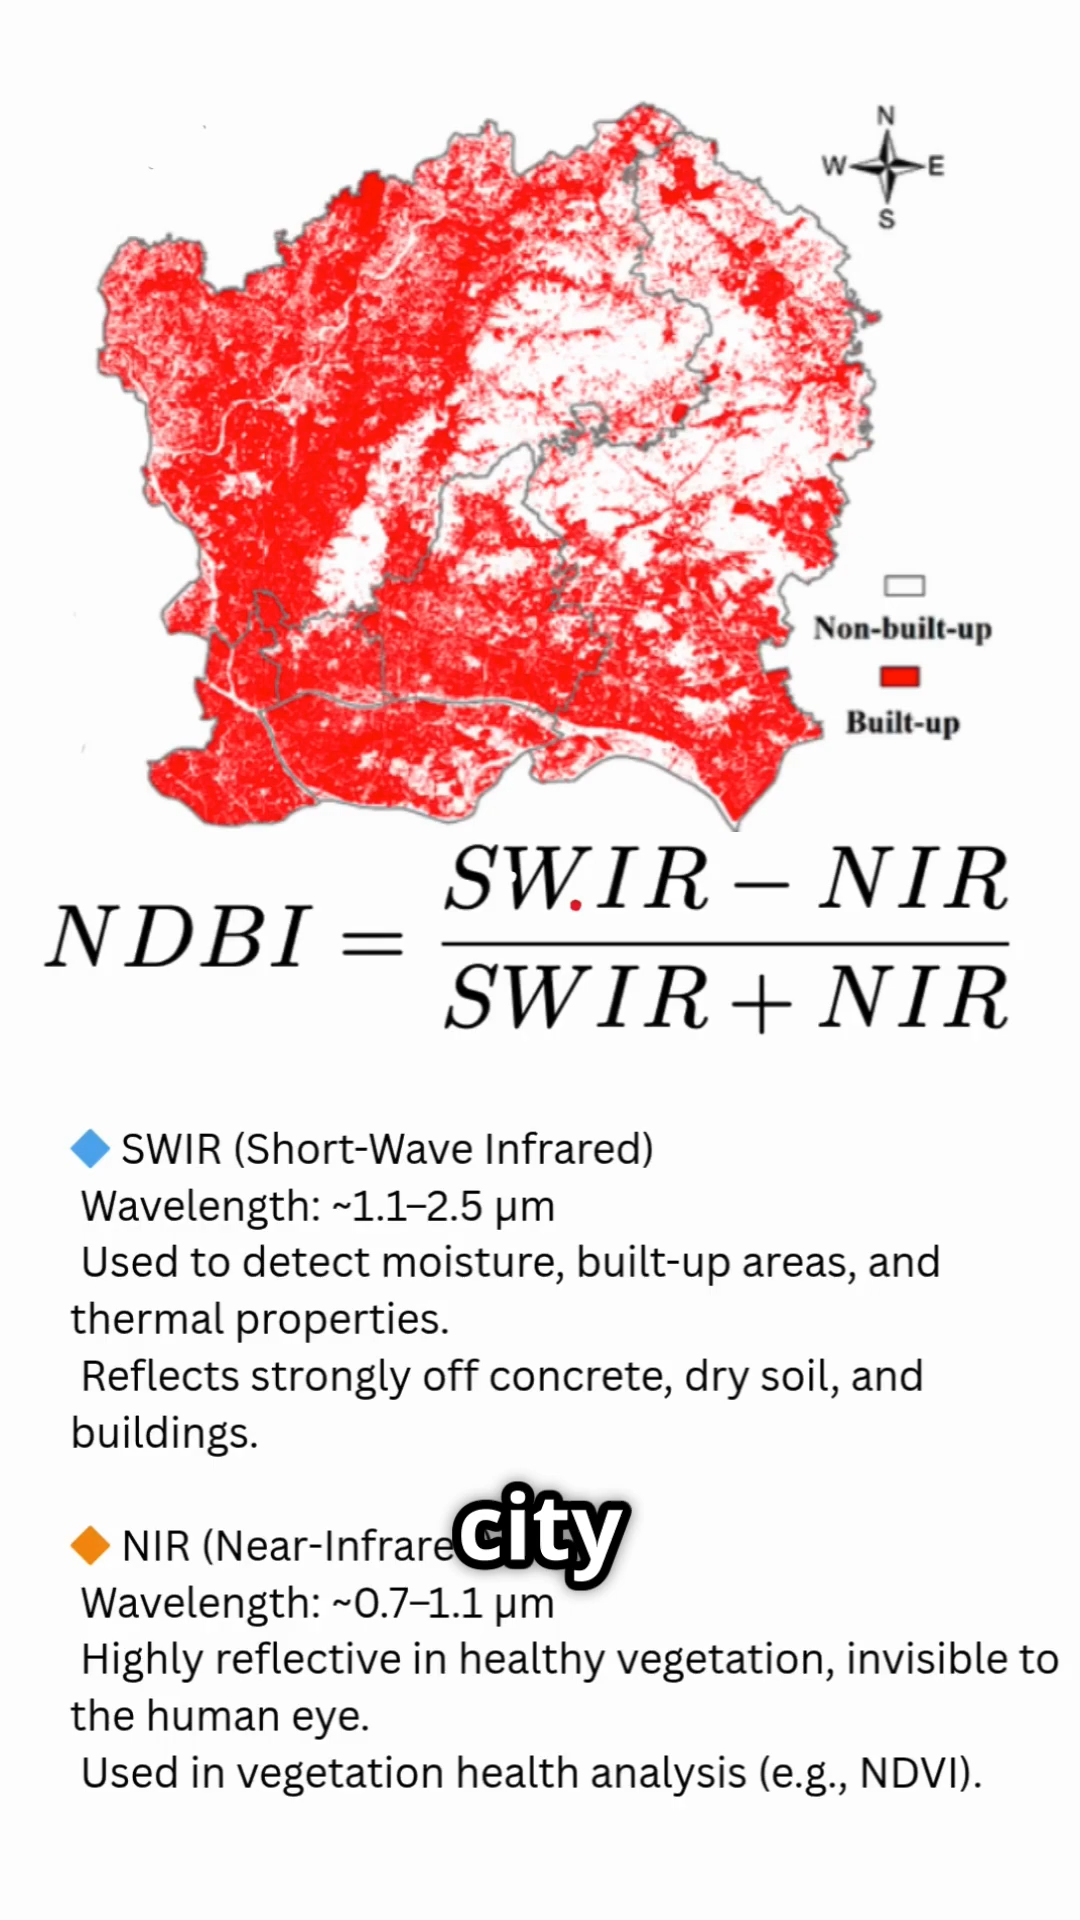 N
W E
S
Non-built-up
Built-up
NDBI = SWIR − NIR
SWIR + NIR
🔷 SWIR (Short-Wave Infrared)
Wavelength: ~1.1–2.5 µm
Used to detect moisture, built-up areas, and
thermal properties.
Reflects strongly off concrete, dry soil, and
buildings.
city
🔶 NIR (Near-Infrare
Wavelength: ~0.7–1.1 µm
Highly reflective in healthy vegetation, invisible to
the human eye.
Used in vegetation health analysis (e.g., NDVI).